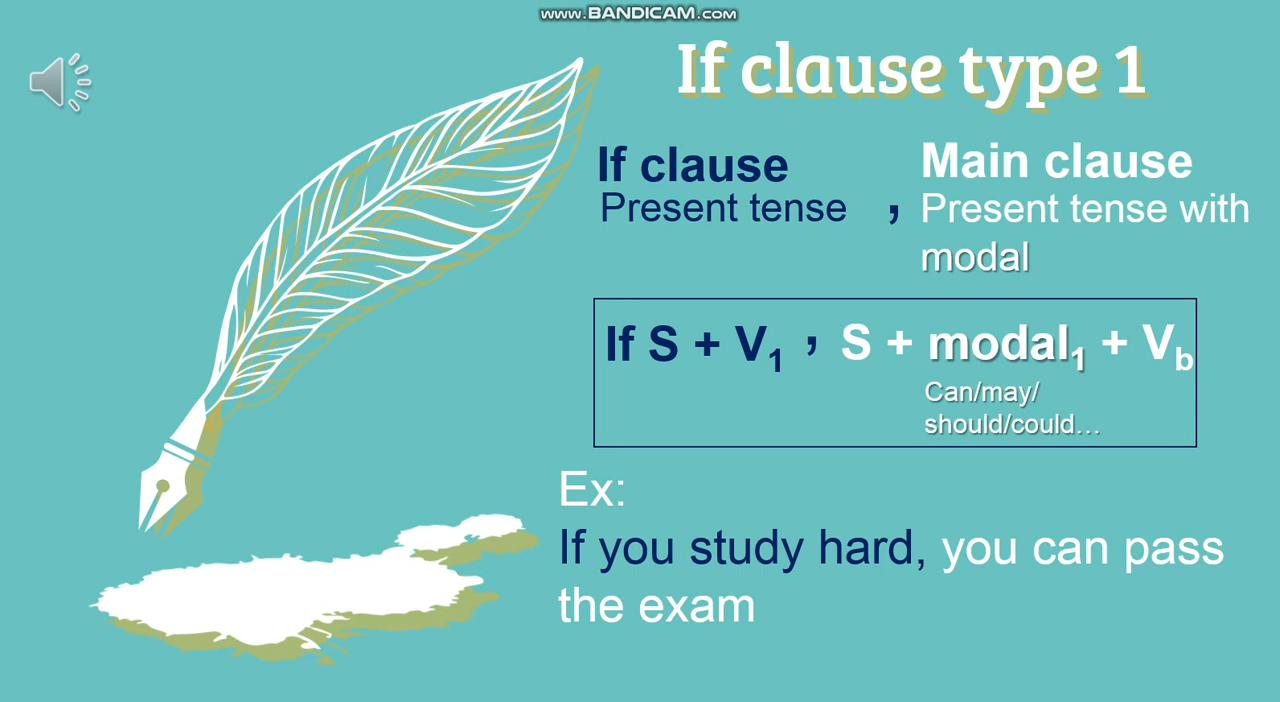 www.BANDICAM.com
If clause type 1
If clause
Present tense
,
Main clause
Present tense with
modal
If S + V1 , S + modal1 + Vb
Can/may/
should/could...
Ex:
If you study hard, you can pass
the exam